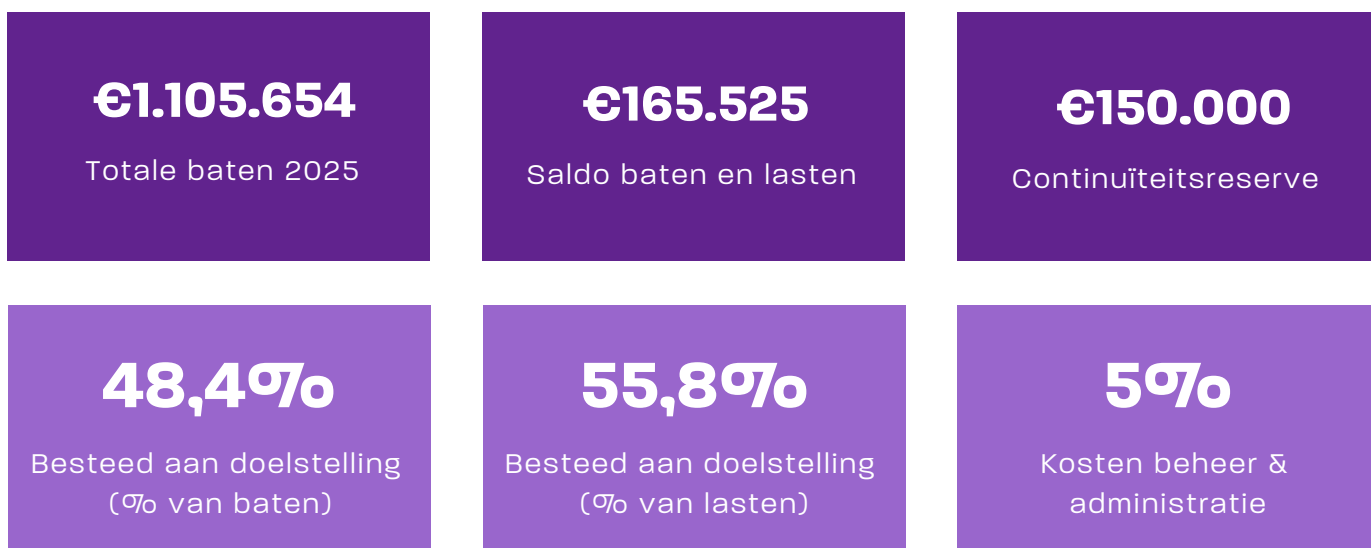 €1.105.654
Totale baten 2025
€165.525
Saldo baten en lasten
€150.000
Continuïteitsreserve
48,4%
Besteed aan doelstelling
(% van baten)
55,8%
Besteed aan doelstelling
(% van lasten)
5%
Kosten beheer &
administratie